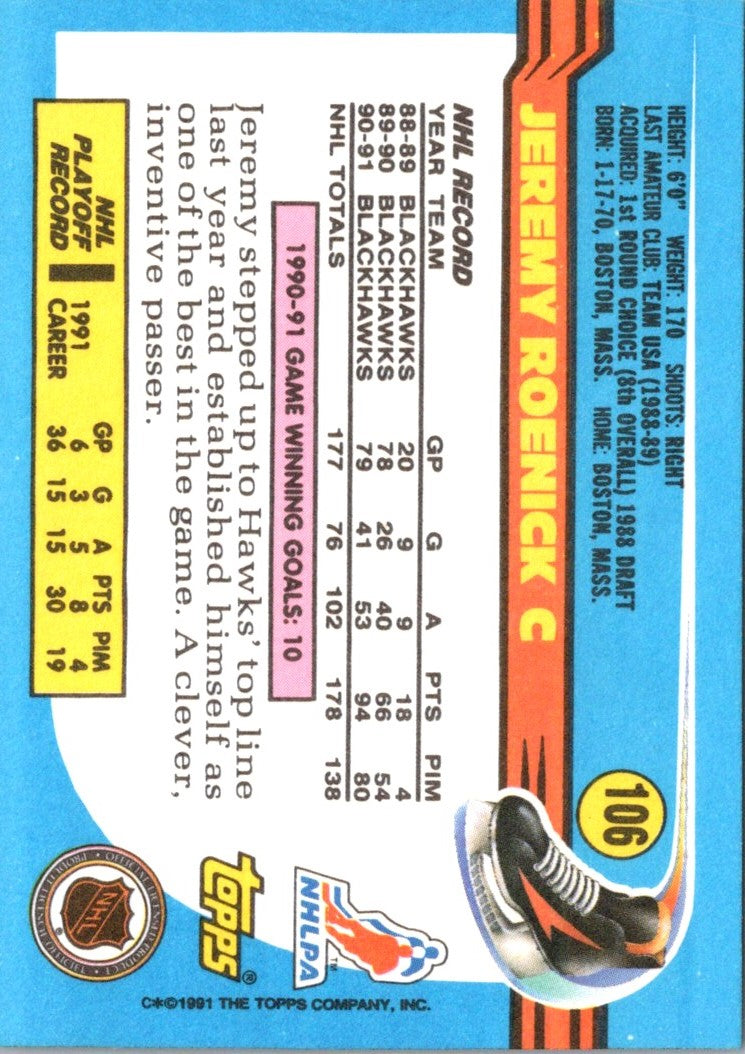 HEIGHT: 6'0" WEIGHT: 170 SHOOTS: RIGHT
LAST AMATEUR CLUB: TEAM USA (1988-89)
ACQUIRED: 1st ROUND CHOICE (8th OVERALL) 1988 DRAFT
BORN: 1-17-70, BOSTON, MASS. HOME: BOSTON, MASS.
106
JEREMY ROENICK C
NHL RECORD
YEAR TEAM GP G A PTS PIM
88-89 BLACKHAWKS 20 9 9 18 4
89-90 BLACKHAWKS 78 26 40 66 54
90-91 BLACKHAWKS 79 41 53 94 80
NHL TOTALS 177 76 102 178 138
1990-91 GAME WINNING GOALS: 10
Jeremy stepped up to Hawks' top line
last year and established himself as
one of the best in the game. A clever,
inventive passer.
NHL
PLAYOFF
RECORD
GP G A PTS PIM
1991 6 3 5 8 4
CAREER 36 15 15 30 19
NHLPA™
topps®
OFFICIAL LICENSED PRODUCT •
NHL ®
C*©1991 THE TOPPS COMPANY, INC.